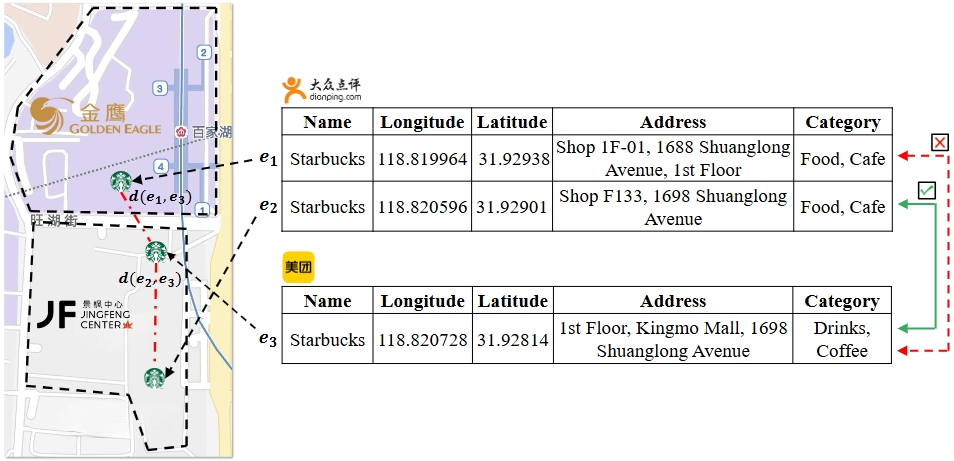 2
3
金鹰
GOLDEN EAGLE
百家湖
4
1
d(e₁,e₃)
旺湖街
d(e₂,e₃)
JF 景枫中心
JINGFENG
CENTER
大众点评
dianping.com
Name Longitude Latitude Address Category
e₁ Starbucks 118.819964 31.92938 Shop 1F-01, 1688 Shuanglong Food, Cafe
Avenue, 1st Floor
e₂ Starbucks 118.820596 31.92901 Shop F133, 1698 Shuanglong Food, Cafe
Avenue
美团
Name Longitude Latitude Address Category
e₃ Starbucks 118.820728 31.92814 1st Floor, Kingmo Mall, 1698 Drinks,
Shuanglong Avenue Coffee